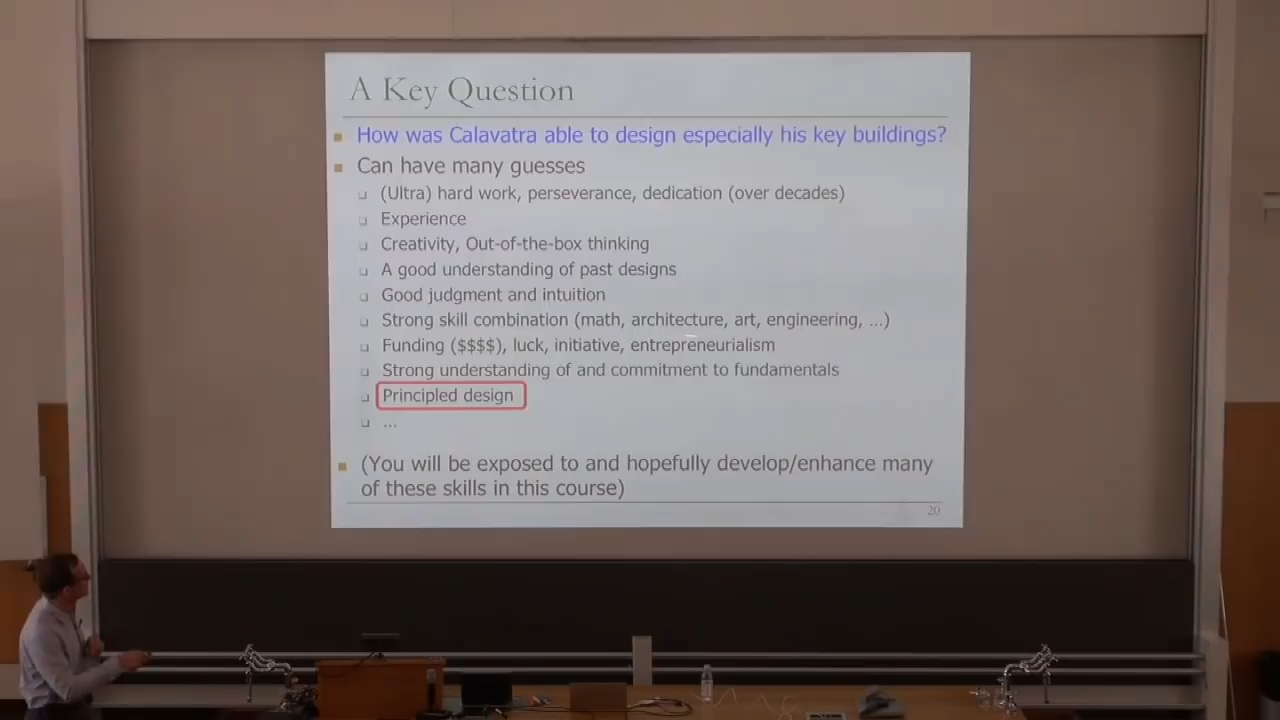 A Key Question
How was Calavatra able to design especially his key buildings?
Can have many guesses
(Ultra) hard work, perseverance, dedication (over decades)
Experience
Creativity, Out-of-the-box thinking
A good understanding of past designs
Good judgment and intuition
Strong skill combination (math, architecture, art, engineering, ...)
Funding ($$$$), luck, initiative, entrepreneurialism
Strong understanding of and commitment to fundamentals
Principled design
...
(You will be exposed to and hopefully develop/enhance many
of these skills in this course)
20